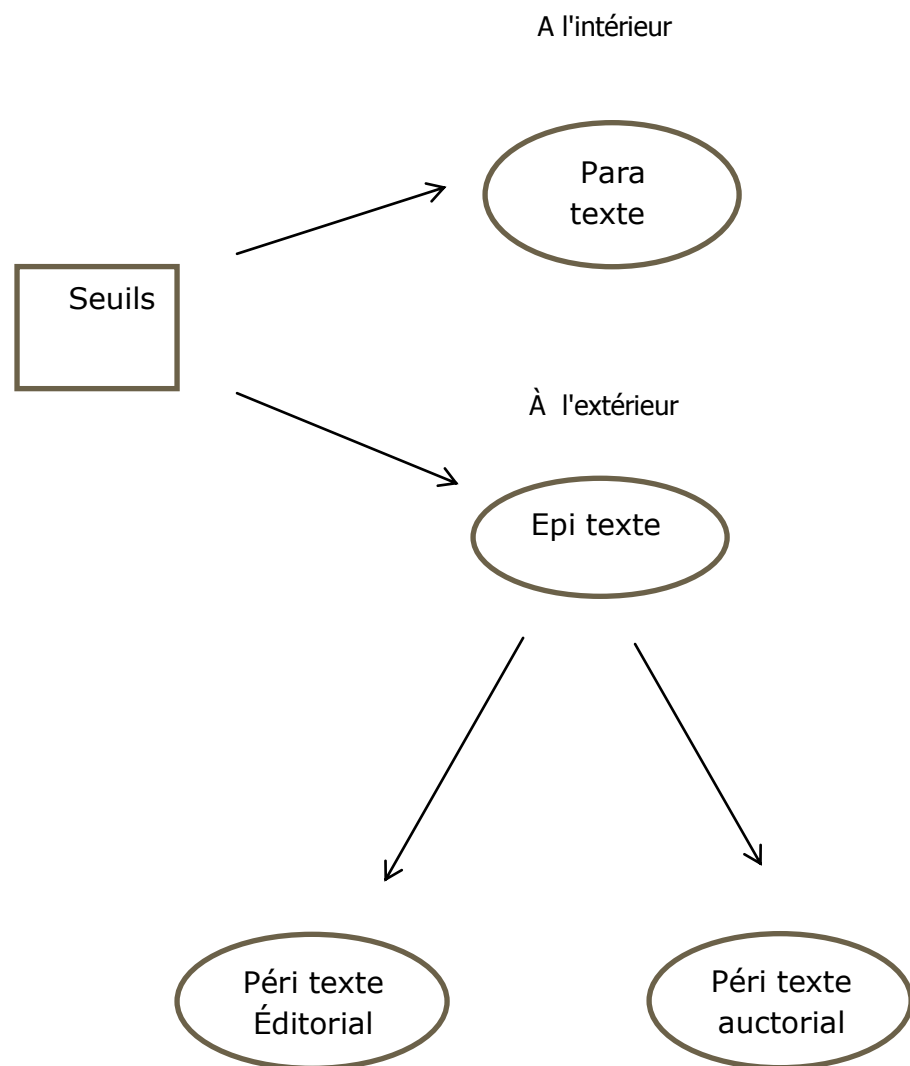 A l'intérieur
Para
texte
Seuils
À l'extérieur
Epi texte
Péri texte
Éditorial
Péri texte
auctorial